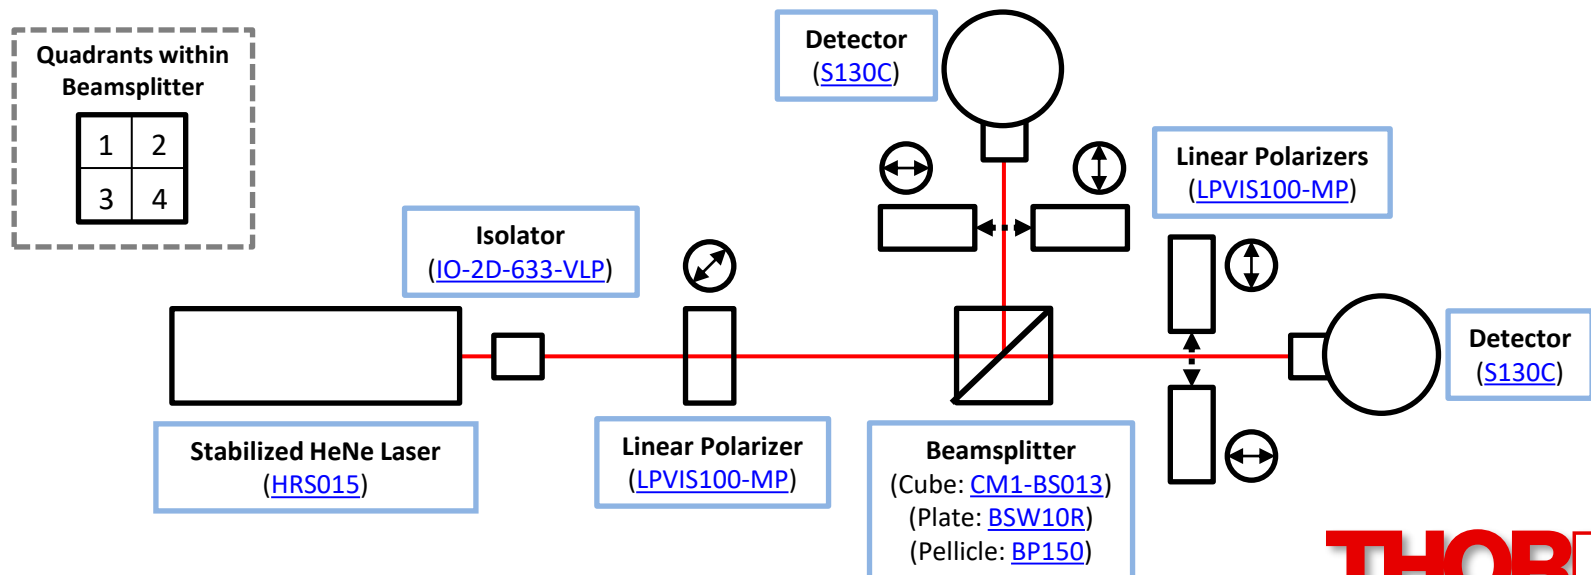 Quadrants within
Beamsplitter
1 2
3 4
Detector
(S130C)
Linear Polarizers
(LPVIS100-MP)
Isolator
(IO-2D-633-VLP)
Detector
(S130C)
Stabilized HeNe Laser
(HRS015)
Linear Polarizer
(LPVIS100-MP)
Beamsplitter
(Cube: CM1-BS013)
(Plate: BSW10R)
(Pellicle: BP150)